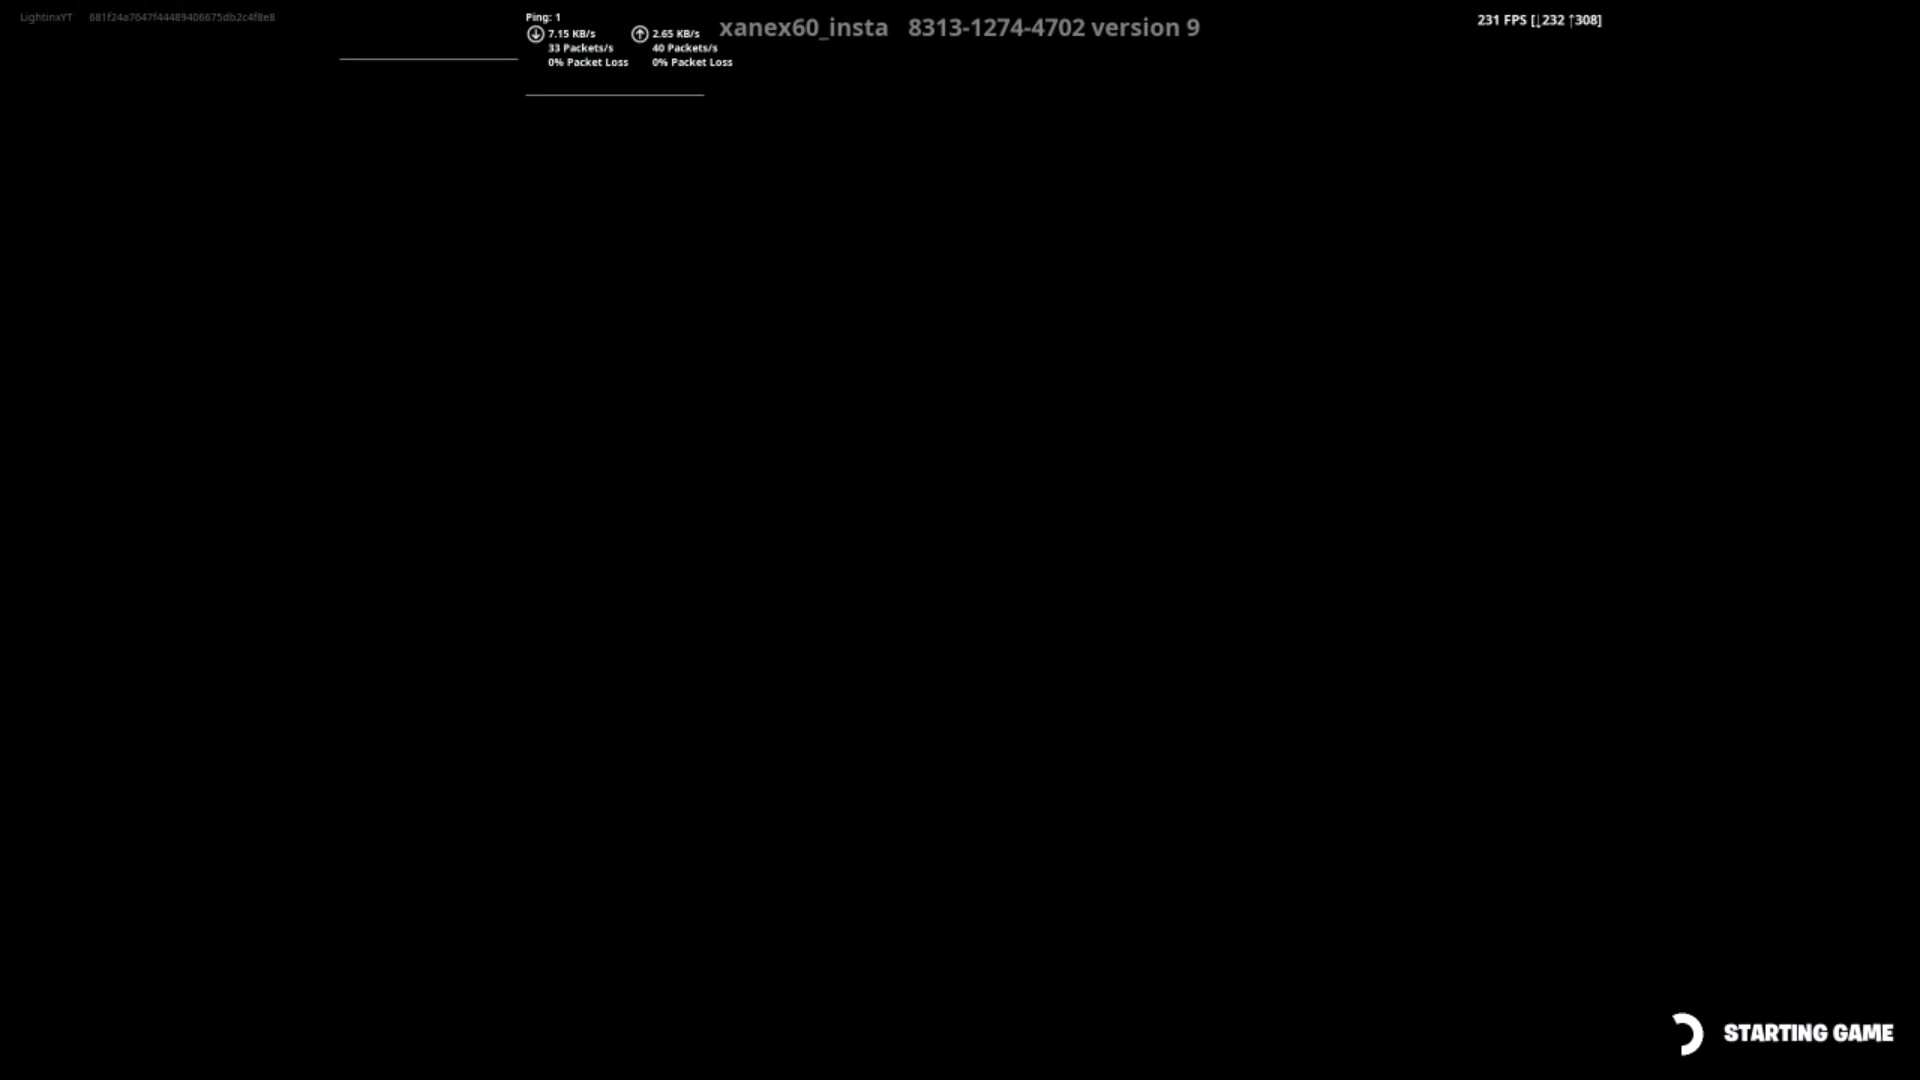 LightinxYT 681f24a7647f44489406675db2c4f8e8
Ping: 1
7.15 KB/s 2.65 KB/s
33 Packets/s 40 Packets/s
0% Packet Loss 0% Packet Loss
xanex60_insta 8313-1274-4702 version 9
231 FPS [↓232 ↑308]
STARTING GAME